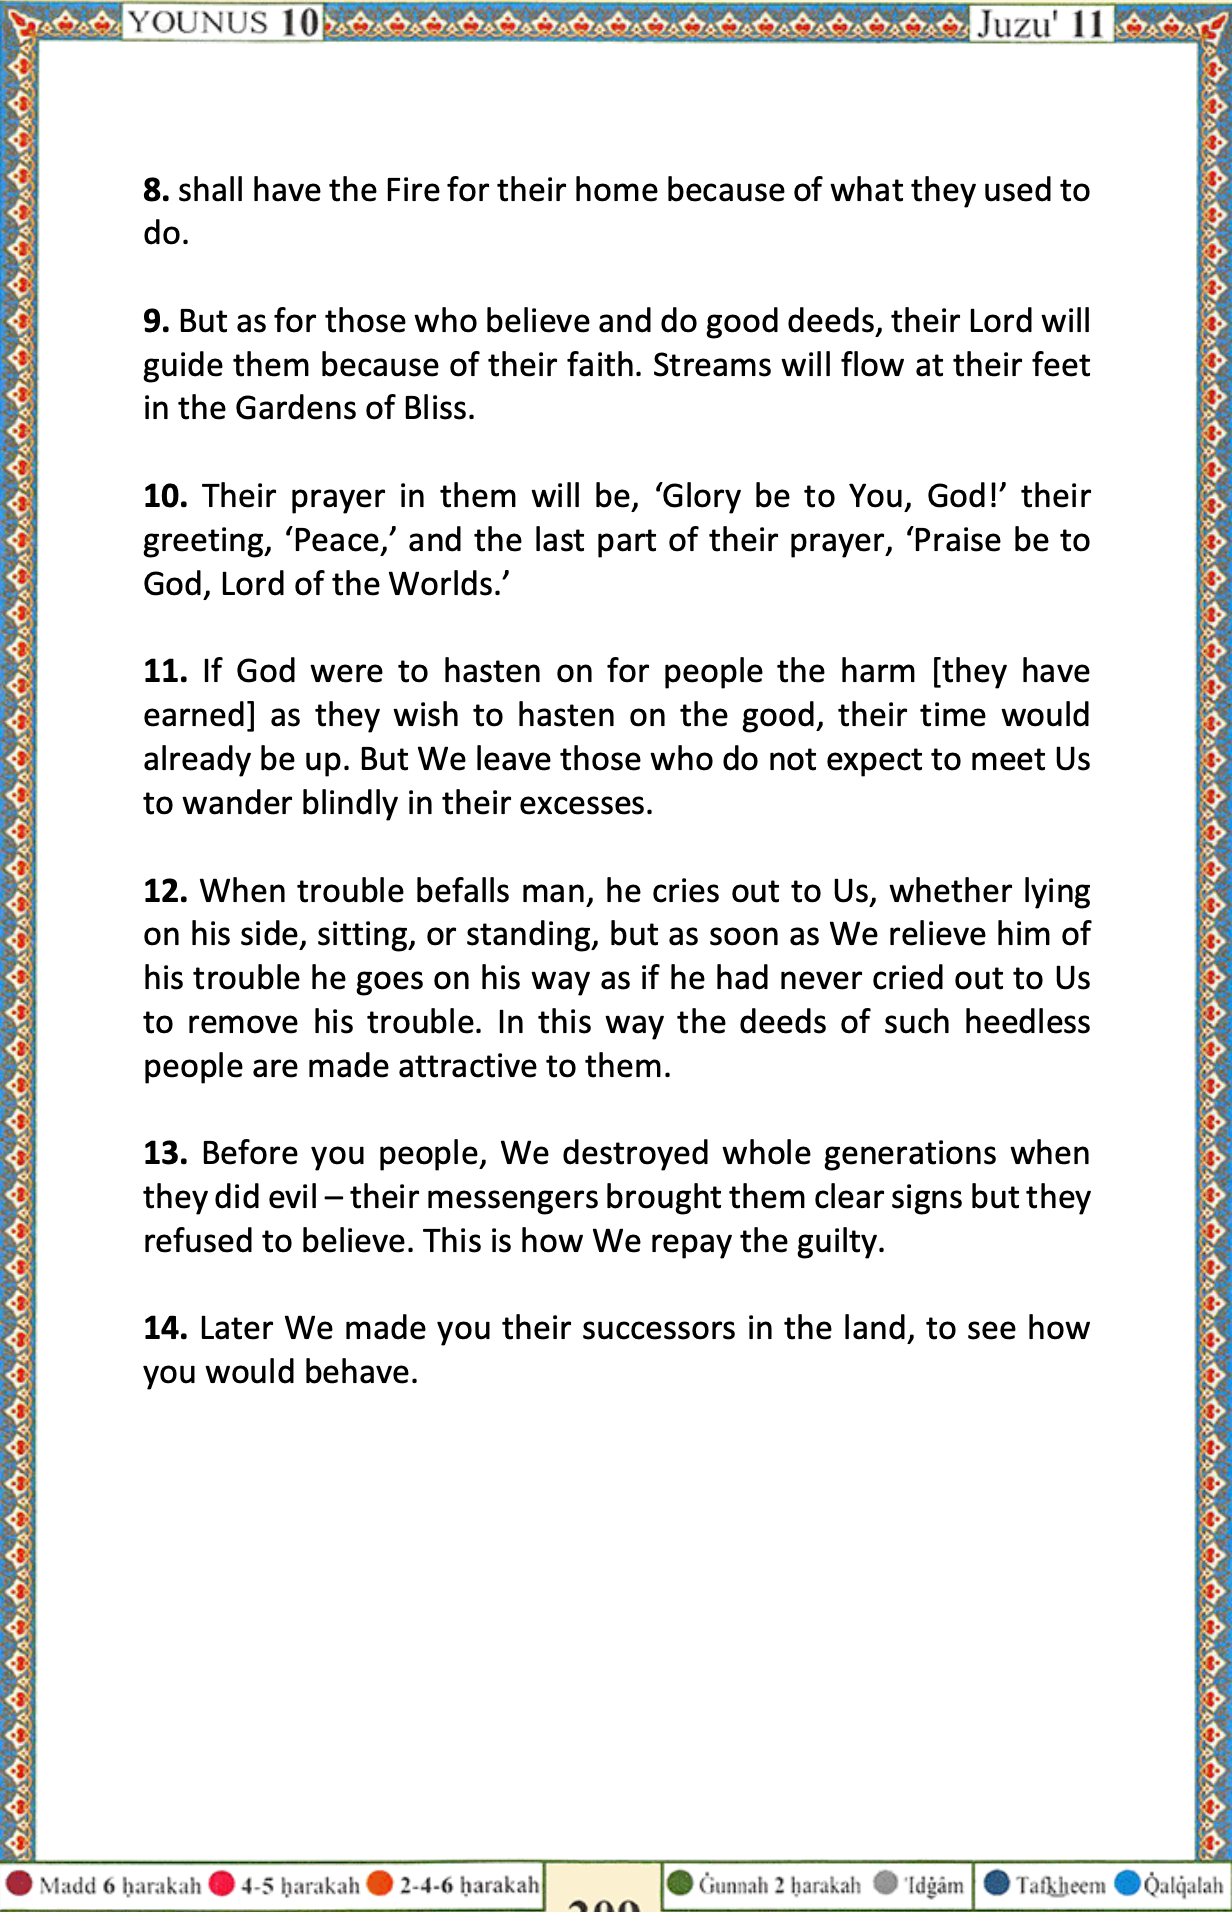 YOUNUS 10 Juzu' 11
8. shall have the Fire for their home because of what they used to
do.
9. But as for those who believe and do good deeds, their Lord will
guide them because of their faith. Streams will flow at their feet
in the Gardens of Bliss.
10. Their prayer in them will be, ‘Glory be to You, God!’ their
greeting, ‘Peace,’ and the last part of their prayer, ‘Praise be to
God, Lord of the Worlds.’
11. If God were to hasten on for people the harm [they have
earned] as they wish to hasten on the good, their time would
already be up. But We leave those who do not expect to meet Us
to wander blindly in their excesses.
12. When trouble befalls man, he cries out to Us, whether lying
on his side, sitting, or standing, but as soon as We relieve him of
his trouble he goes on his way as if he had never cried out to Us
to remove his trouble. In this way the deeds of such heedless
people are made attractive to them.
13. Before you people, We destroyed whole generations when
they did evil – their messengers brought them clear signs but they
refused to believe. This is how We repay the guilty.
14. Later We made you their successors in the land, to see how
you would behave.
Madd 6 ḥarakah 4-5 ḥarakah 2-4-6 ḥarakah Ġunnah 2 ḥarakah 'Idġâm Tafk͟heem Q̇alq̇alah